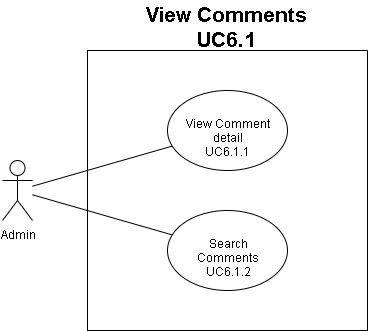 View Comments
UC6.1
View Comment
detail
UC6.1.1
Admin
Search
Comments
UC6.1.2